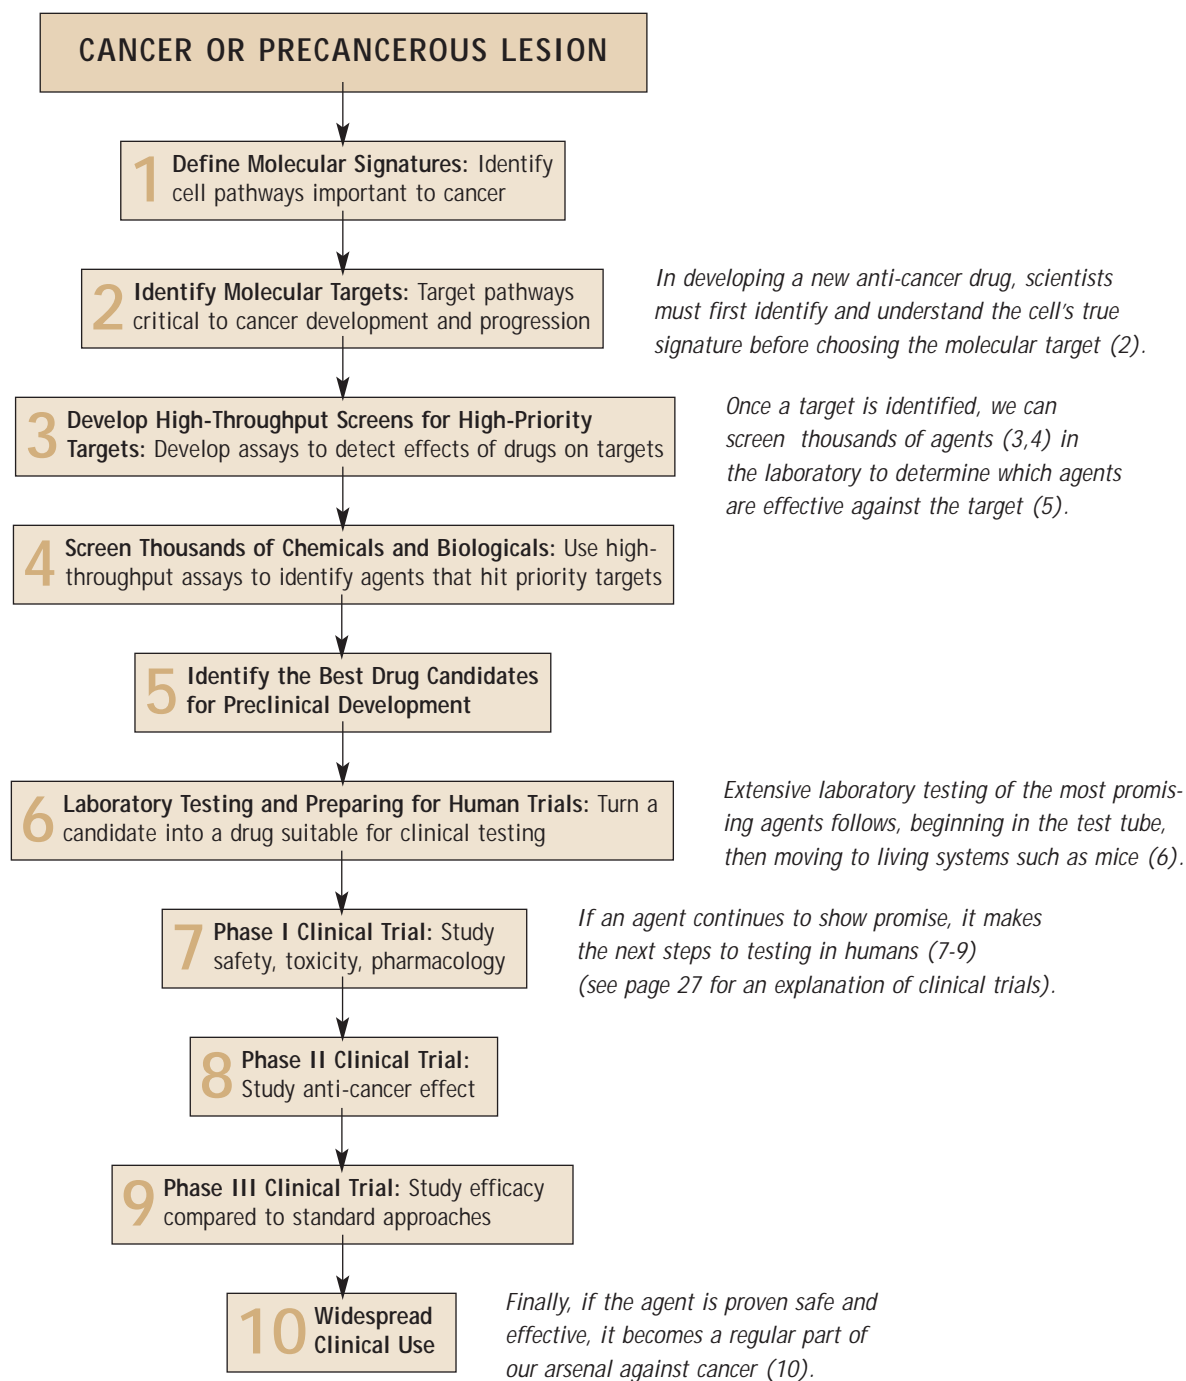 CANCER OR PRECANCEROUS LESION
1 Define Molecular Signatures: Identify
cell pathways important to cancer
2 Identify Molecular Targets: Target pathways
critical to cancer development and progression
In developing a new anti-cancer drug, scientists
must first identify and understand the cell's true
signature before choosing the molecular target (2).
3 Develop High-Throughput Screens for High-Priority
Targets: Develop assays to detect effects of drugs on targets
Once a target is identified, we can
screen thousands of agents (3,4) in
the laboratory to determine which agents
are effective against the target (5).
4 Screen Thousands of Chemicals and Biologicals: Use high-
throughput assays to identify agents that hit priority targets
5 Identify the Best Drug Candidates
for Preclinical Development
6 Laboratory Testing and Preparing for Human Trials: Turn a
candidate into a drug suitable for clinical testing
Extensive laboratory testing of the most promis-
ing agents follows, beginning in the test tube,
then moving to living systems such as mice (6).
7 Phase I Clinical Trial: Study
safety, toxicity, pharmacology
If an agent continues to show promise, it makes
the next steps to testing in humans (7-9)
(see page 27 for an explanation of clinical trials).
8 Phase II Clinical Trial:
Study anti-cancer effect
9 Phase III Clinical Trial: Study efficacy
compared to standard approaches
10 Widespread
Clinical Use
Finally, if the agent is proven safe and
effective, it becomes a regular part of
our arsenal against cancer (10).